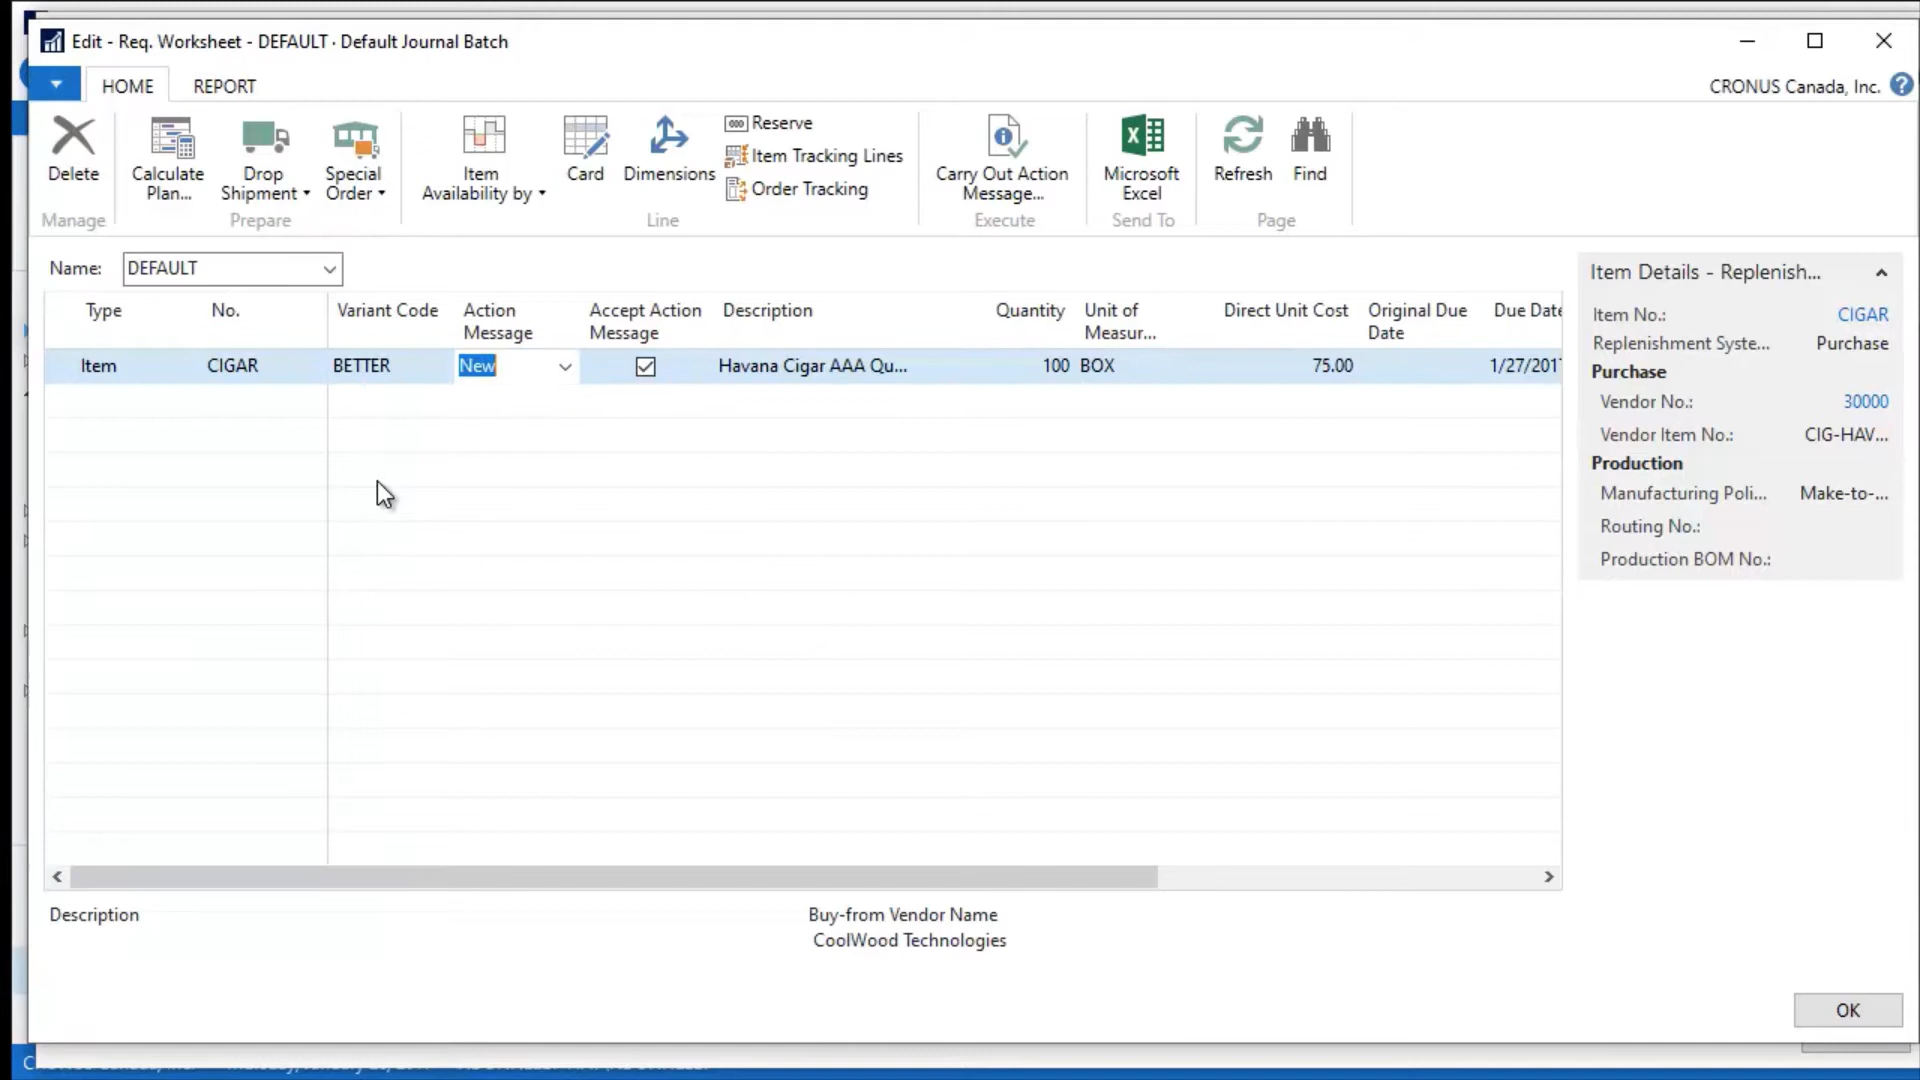 Edit - Req. Worksheet - DEFAULT · Default Journal Batch
HOME REPORT CRONUS Canada, Inc. ?
Delete
Calculate Plan...
Drop Shipment
Special Order
Item Availability by
Card
Dimensions
Reserve
Item Tracking Lines
Order Tracking
Carry Out Action Message...
Microsoft Excel
Refresh
Find
Manage Prepare Line Execute Send To Page
Name: DEFAULT
Type No. Variant Code Action Message Accept Action Message Description Quantity Unit of Measur... Direct Unit Cost Original Due Date Due Date
Item CIGAR BETTER New Havana Cigar AAA Qu... 100 BOX 75.00 1/27/201
Item Details - Replenish...
Item No.: CIGAR
Replenishment Syste... Purchase
Purchase
Vendor No.: 30000
Vendor Item No.: CIG-HAV...
Production
Manufacturing Poli... Make-to-...
Routing No.:
Production BOM No.:
Description Buy-from Vendor Name
CoolWood Technologies
OK